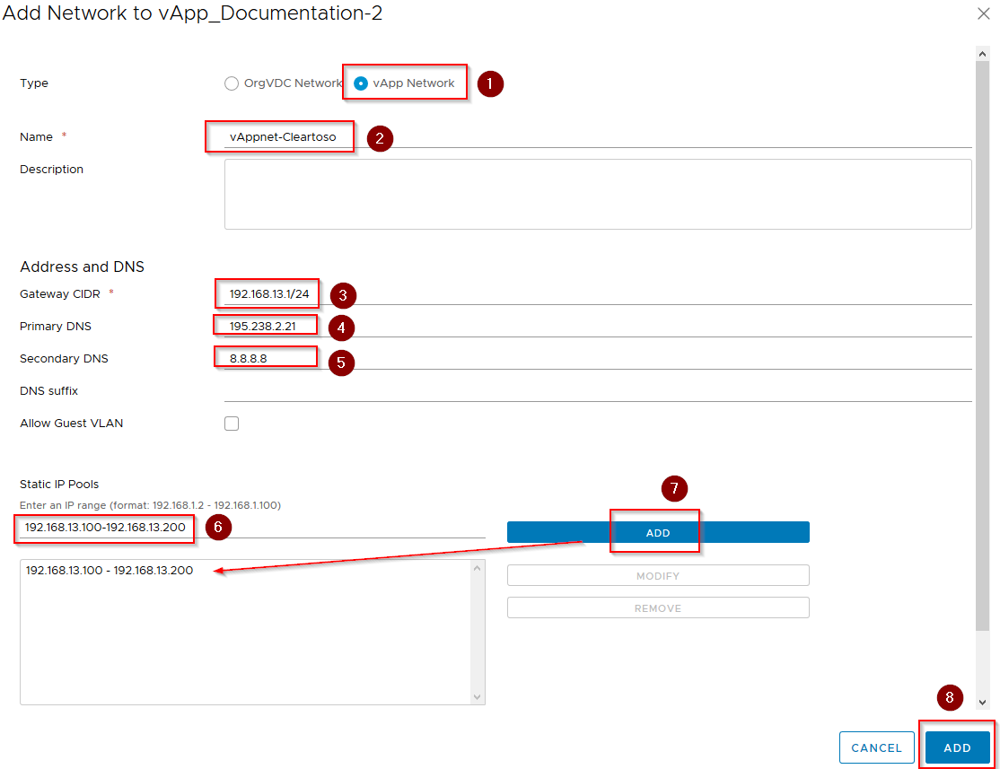 Add Network to vApp_Documentation-2
Type OrgVDC Network vApp Network 1
Name * vAppnet-Cleartoso 2
Description
Address and DNS
Gateway CIDR * 192.168.13.1/24 3
Primary DNS 195.238.2.21 4
Secondary DNS 8.8.8.8 5
DNS suffix
Allow Guest VLAN
Static IP Pools 7
Enter an IP range (format: 192.168.1.2 - 192.168.1.100)
192.168.13.100-192.168.13.200 6 ADD
192.168.13.100 - 192.168.13.200 MODIFY
REMOVE
8
CANCEL ADD